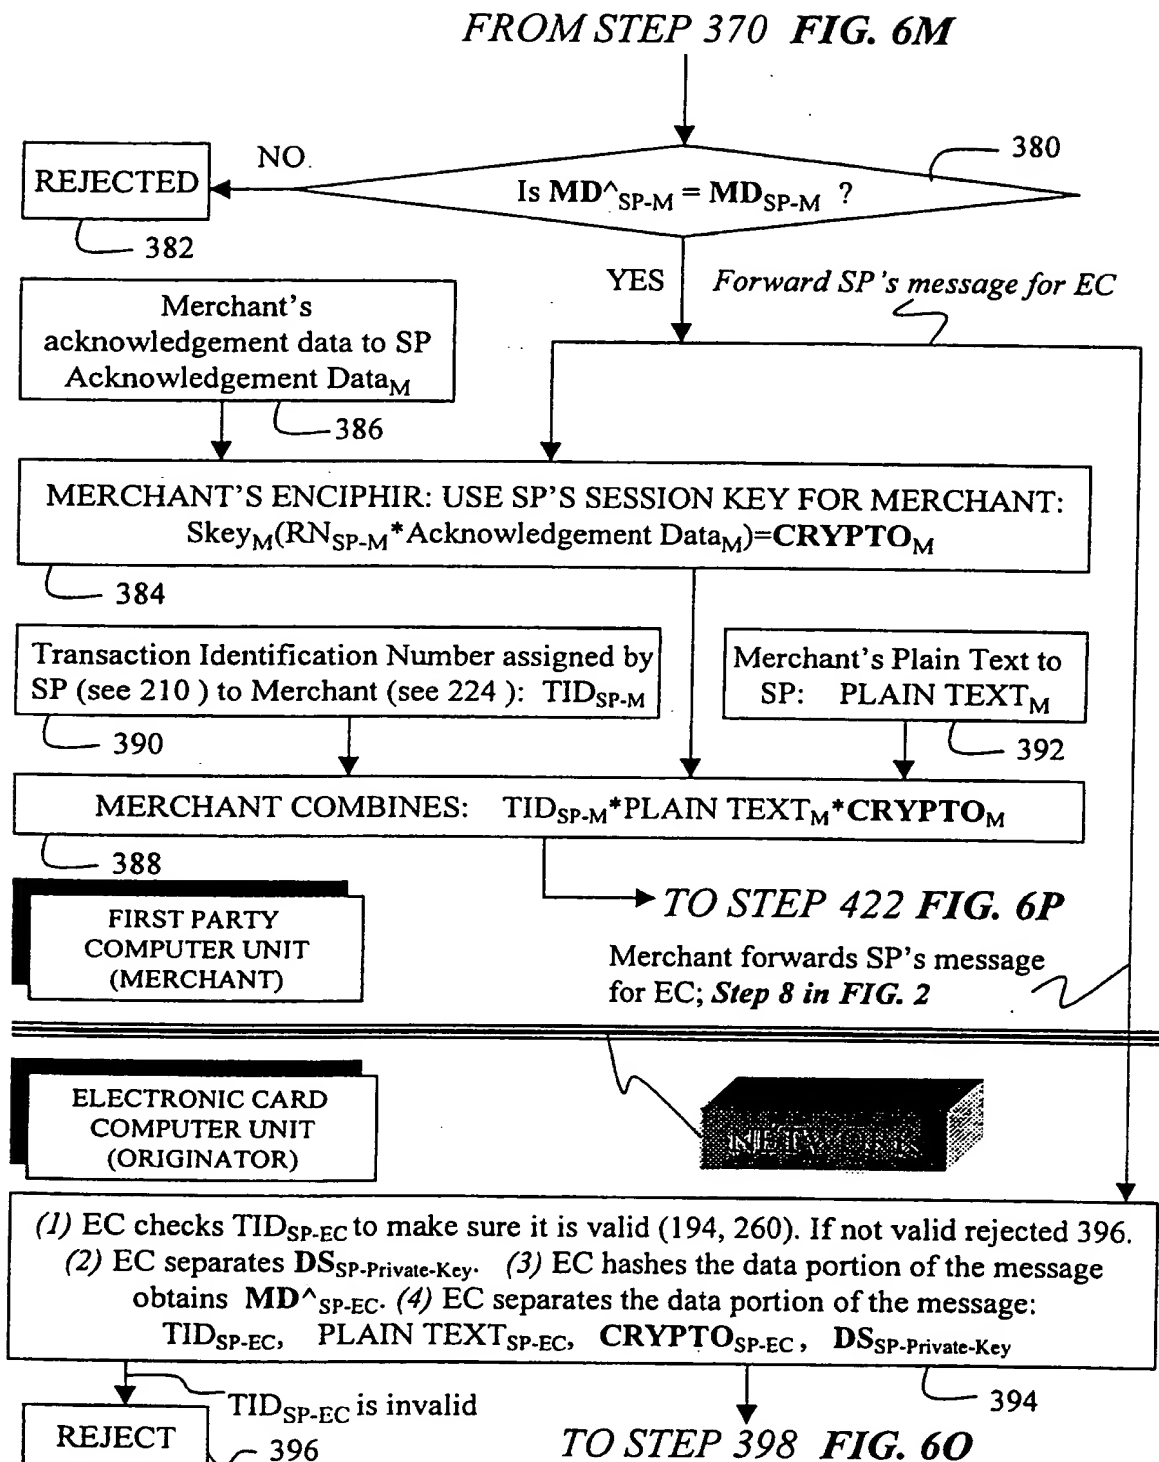 FROM STEP 370 FIG. 6M
380
NO
REJECTED
Is MD^SP-M = MDSP-M ?
382
YES
Forward SP's message for EC
Merchant's
acknowledgement data to SP
Acknowledgement DataM
386
MERCHANT'S ENCIPHIR: USE SP'S SESSION KEY FOR MERCHANT:
SkeyM(RNSP-M*Acknowledgement DataM)=CRYPTOM
384
Transaction Identification Number assigned by
SP (see 210 ) to Merchant (see 224 ): TIDSP-M
390
Merchant's Plain Text to
SP: PLAIN TEXTM
392
MERCHANT COMBINES: TIDSP-M*PLAIN TEXTM*CRYPTOM
388
TO STEP 422 FIG. 6P
FIRST PARTY
COMPUTER UNIT
(MERCHANT)
Merchant forwards SP's message
for EC; Step 8 in FIG. 2
ELECTRONIC CARD
COMPUTER UNIT
(ORIGINATOR)
NETWORK
(1) EC checks TIDSP-EC to make sure it is valid (194, 260). If not valid rejected 396.
(2) EC separates DSSP-Private-Key. (3) EC hashes the data portion of the message
obtains MD^SP-EC. (4) EC separates the data portion of the message:
TIDSP-EC, PLAIN TEXTSP-EC, CRYPTOSP-EC, DSSP-Private-Key
394
TIDSP-EC is invalid
REJECT
396
TO STEP 398 FIG. 6O